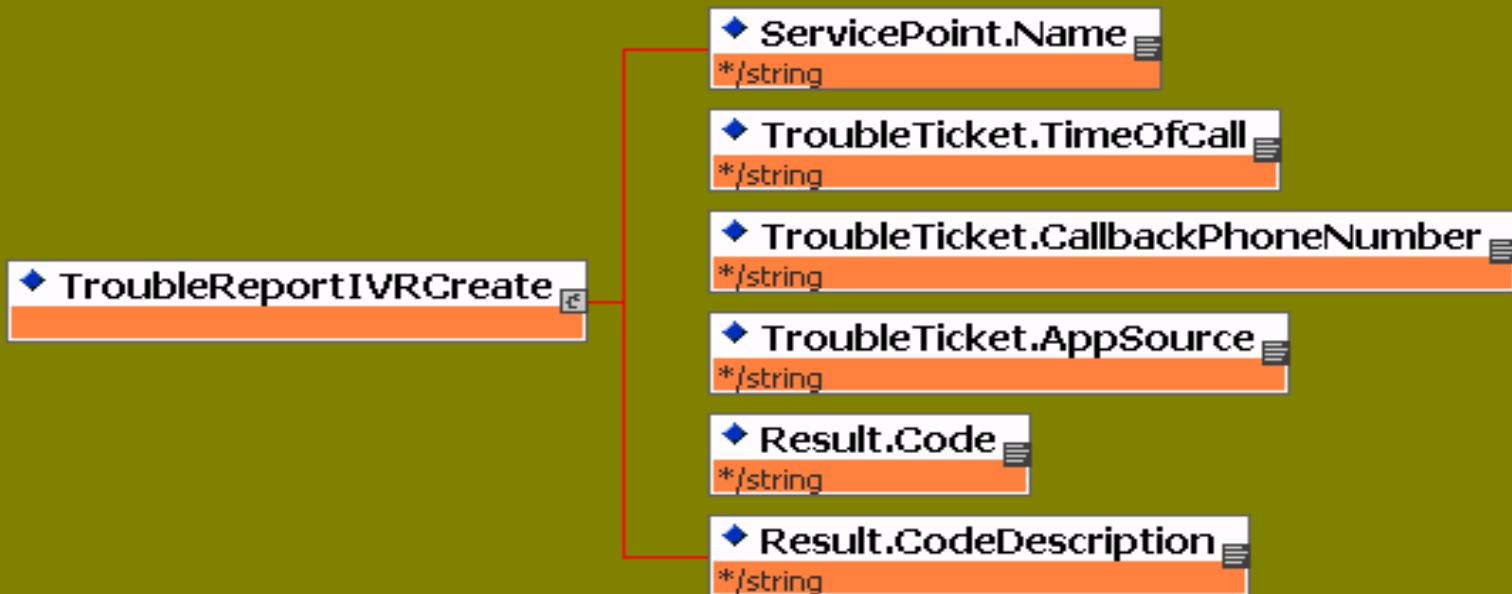 ServicePoint.Name
*/string
TroubleTicket.TimeOfCall
*/string
TroubleTicket.CallbackPhoneNumber
*/string
TroubleReportIVRCreate
TroubleTicket.AppSource
*/string
Result.Code
*/string
Result.CodeDescription
*/string